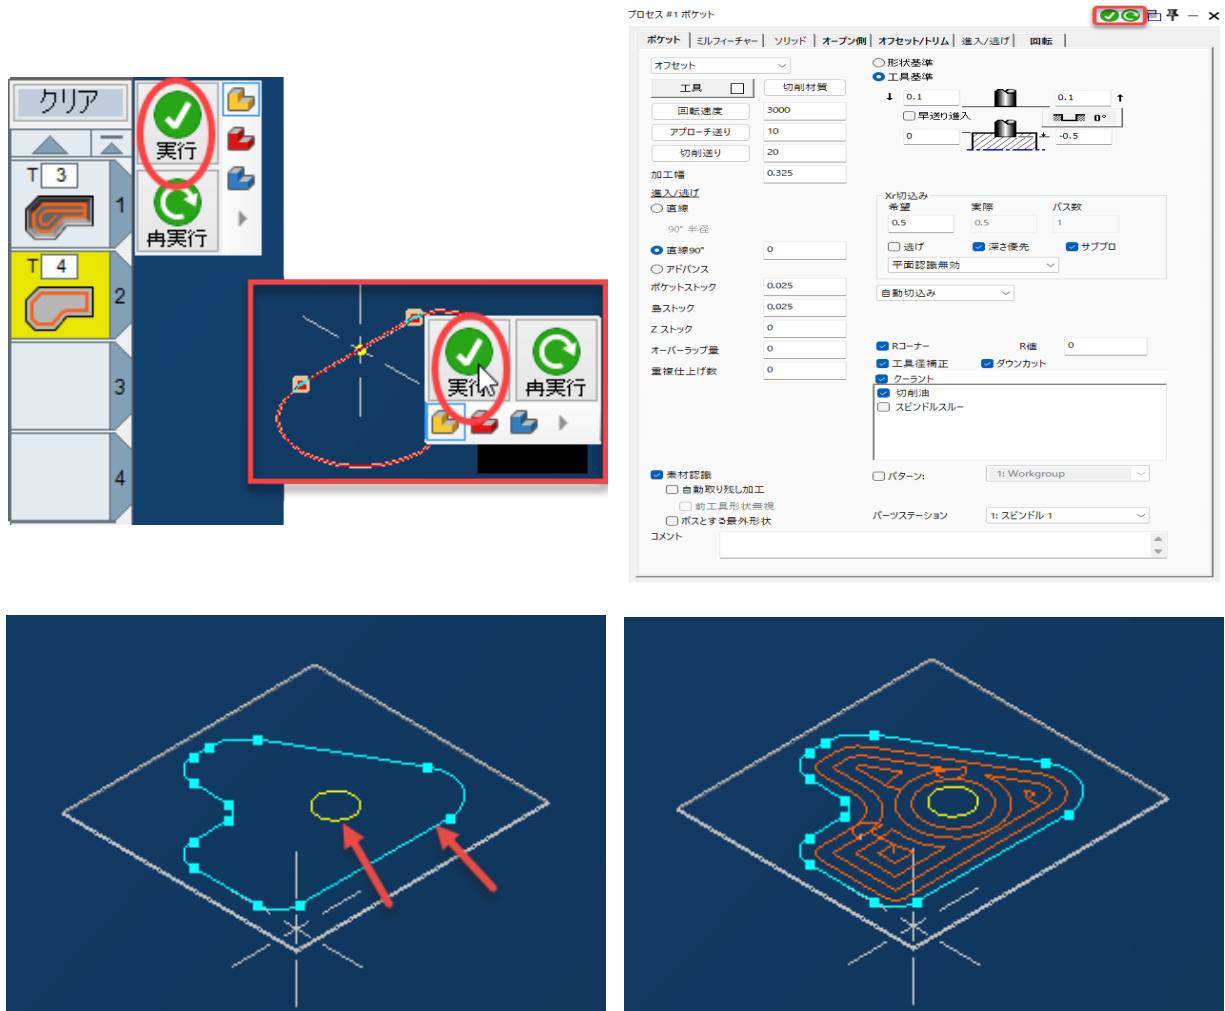 クリア
実行
T 3
1
再実行
T 4
2
3
4
実行
再実行
プロセス #1 ポケット
ポケット
ミルフィーチャー
ソリッド
オープン側
オフセット/トリム
進入/逃げ
回転
オフセット
工具
切削材質
回転速度 3000
アプローチ送り 10
切削送り 20
加工幅 0.325
進入/逃げ
直線
90° 半径
直線90° 0
アドバンス
ポケットストック 0.025
島ストック 0.025
Z ストック 0
オーバーラップ量 0
重複仕上げ数 0
形状基準
工具基準
0.1
0.1
早送り進入
0°
0
-0.5
Xr切込み
希望 実際 パス数
0.5 0.5 1
逃げ 深さ優先 サブプロ
平面認識無効
自動切込み
Rコーナー R値 0
工具径補正 ダウンカット
クーラント
切削油
スピンドルスルー
素材認識
自動取り残し加工
前工具形状無視
ボスとする最外形状
パターン: 1: Workgroup
パーツステーション 1: スピンドル 1
コメント